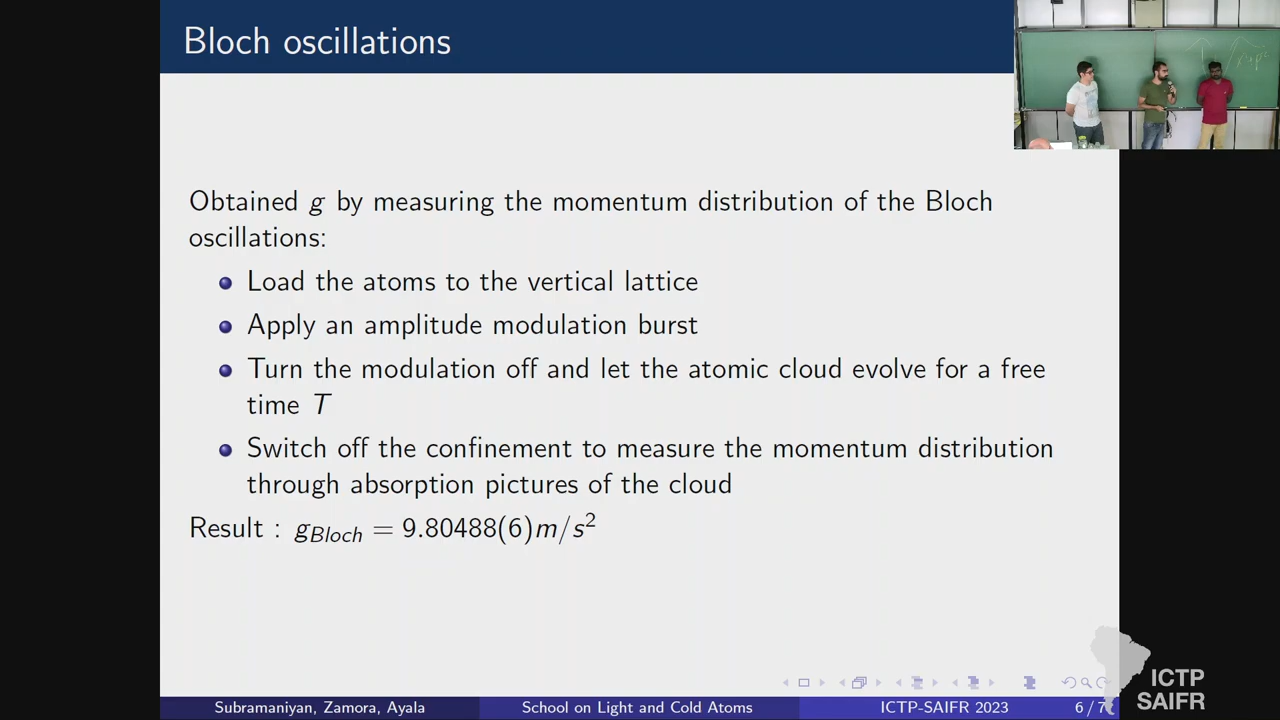 Bloch oscillations
Obtained g by measuring the momentum distribution of the Bloch
oscillations:
Load the atoms to the vertical lattice
Apply an amplitude modulation burst
Turn the modulation off and let the atomic cloud evolve for a free
time T
Switch off the confinement to measure the momentum distribution
through absorption pictures of the cloud
Result : g_Bloch = 9.80488(6)m/s²
Subramaniyan, Zamora, Ayala School on Light and Cold Atoms ICTP-SAIFR 2023 6 / 7
ICTP
SAIFR